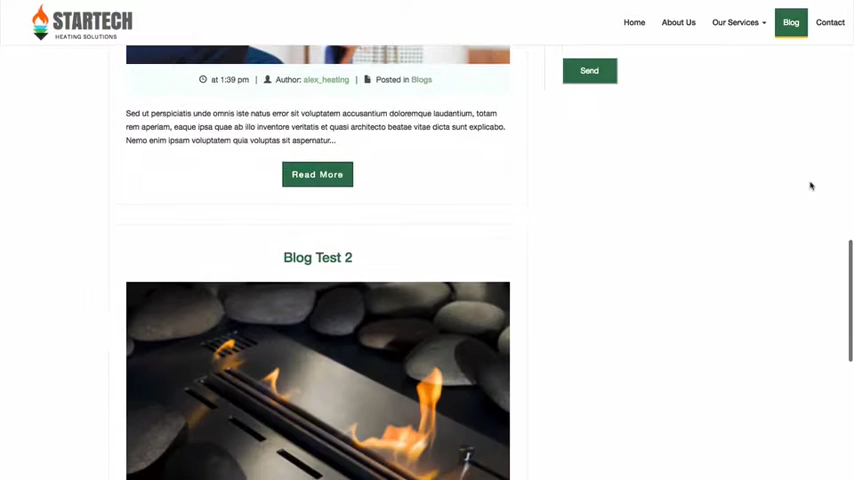 STARTECH
HEATING SOLUTIONS
Home About Us Our Services Blog Contact
at 1:39 pm | Author: alex_heating | Posted in Blogs
Send
Sed ut perspiciatis unde omnis iste natus error sit voluptatem accusantium doloremque laudantium, totam
rem aperiam, eaque ipsa quae ab illo inventore veritatis et quasi architecto beatae vitae dicta sunt explicabo.
Nemo enim ipsam voluptatem quia voluptas sit aspernatur...
Read More
Blog Test 2